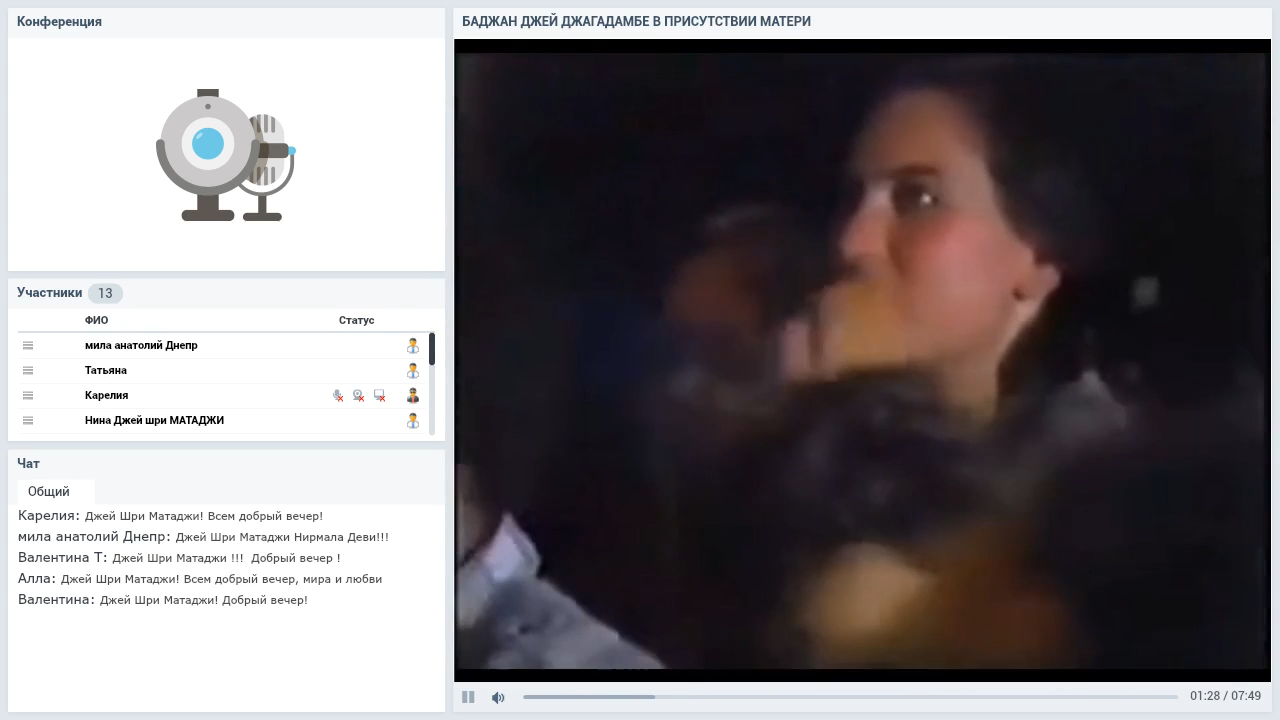 Конференция
БАДЖАН ДЖЕЙ ДЖАГАДАМБЕ В ПРИСУТСТВИИ МАТЕРИ
Участники 13
ФИО Статус
мила анатолий Днепр
Татьяна
Карелия
Нина Джей шри МАТАДЖИ
Чат
Общий
Карелия: Джей Шри Матаджи! Всем добрый вечер!
мила анатолий Днепр: Джей Шри Матаджи Нирмала Деви!!!
Валентина Т: Джей Шри Матаджи !!! Добрый вечер !
Алла: Джей Шри Матаджи! Всем добрый вечер, мира и любви
Валентина: Джей Шри Матаджи! Добрый вечер!
01:28 / 07:49